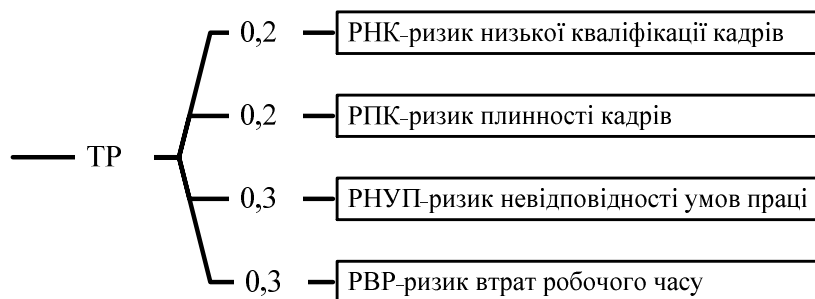 0,2 РНК-ризик низької кваліфікації кадрів
0,2 РПК-ризик плинності кадрів
ТР
0,3 РНУП-ризик невідповідності умов праці
0,3 РВР-ризик втрат робочого часу